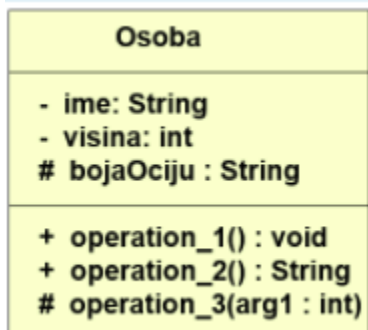 Osoba
- ime: String
- visina: int
# bojaOciju : String
+ operation_1() : void
+ operation_2() : String
# operation_3(arg1 : int)